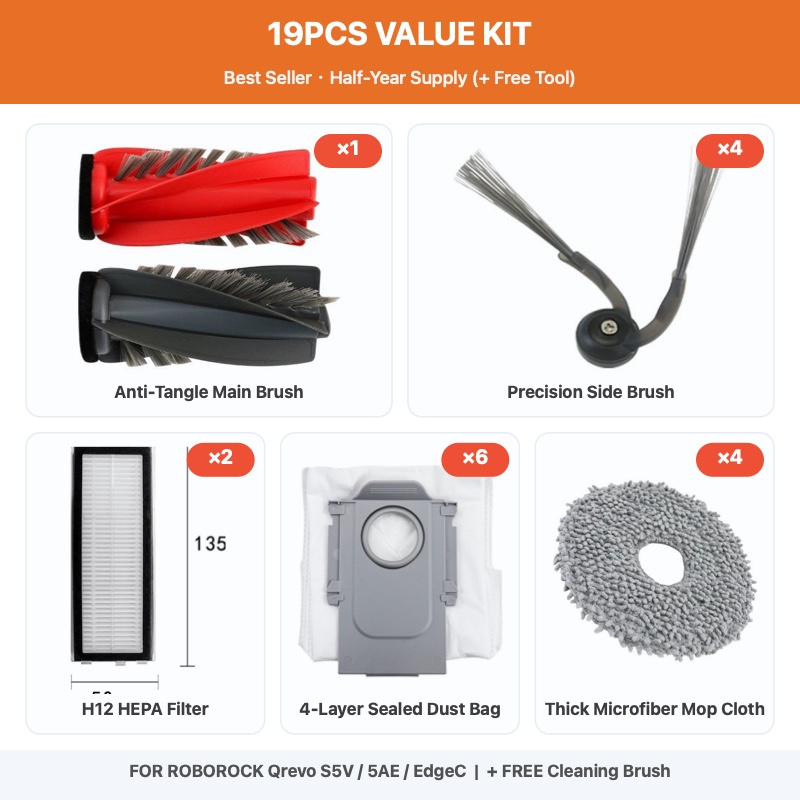 19PCS VALUE KIT
Best Seller · Half-Year Supply (+ Free Tool)
×1
×4
Anti-Tangle Main Brush
Precision Side Brush
×2
×6
×4
135
H12 HEPA Filter
4-Layer Sealed Dust Bag
Thick Microfiber Mop Cloth
FOR ROBOROCK Qrevo S5V / 5AE / EdgeC | + FREE Cleaning Brush